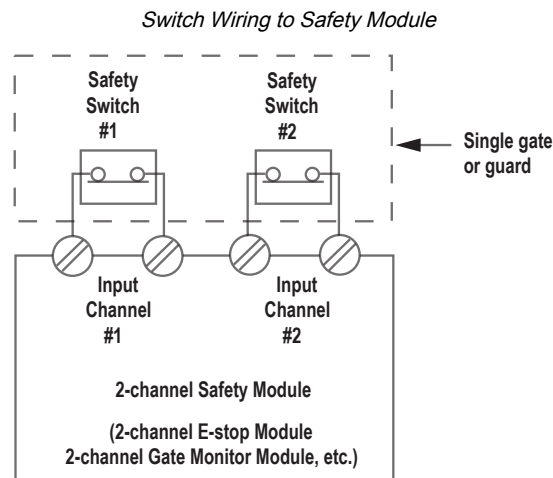 Switch Wiring to Safety Module
Safety
Switch
#1
Safety
Switch
#2
Single gate
or guard
Input
Channel
#1
Input
Channel
#2
2-channel Safety Module
(2-channel E-stop Module
2-channel Gate Monitor Module, etc.)